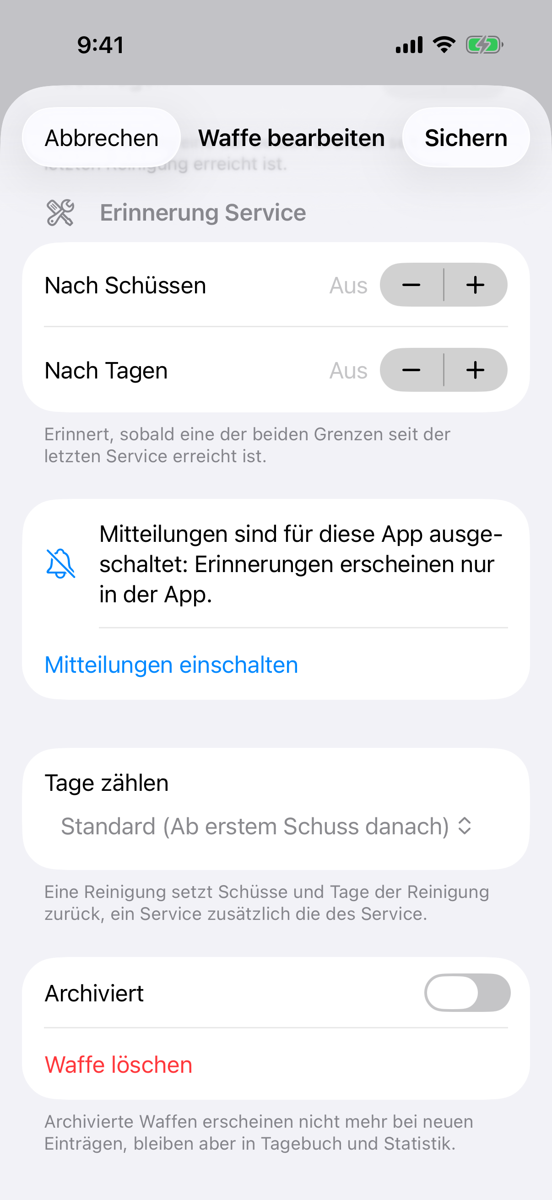 9:41
Abbrechen
Waffe bearbeiten
Sichern
letzten Reinigung erreicht ist.
Erinnerung Service
Nach Schüssen Aus − +
Nach Tagen Aus − +
Erinnert, sobald eine der beiden Grenzen seit der
letzten Service erreicht ist.
Mitteilungen sind für diese App ausge-
schaltet: Erinnerungen erscheinen nur
in der App.
Mitteilungen einschalten
Tage zählen
Standard (Ab erstem Schuss danach)
Eine Reinigung setzt Schüsse und Tage der Reinigung
zurück, ein Service zusätzlich die des Service.
Archiviert
Waffe löschen
Archivierte Waffen erscheinen nicht mehr bei neuen
Einträgen, bleiben aber in Tagebuch und Statistik.